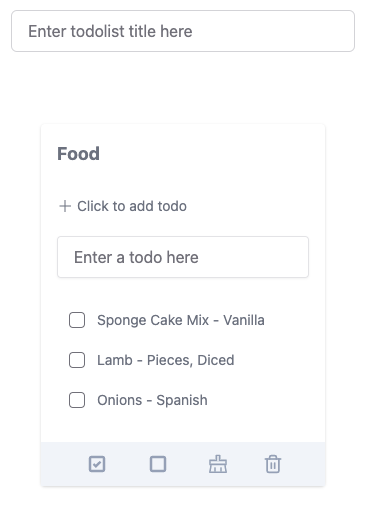 Enter todolist title here
Food
Click to add todo
Enter a todo here
Sponge Cake Mix - Vanilla
Lamb - Pieces, Diced
Onions - Spanish